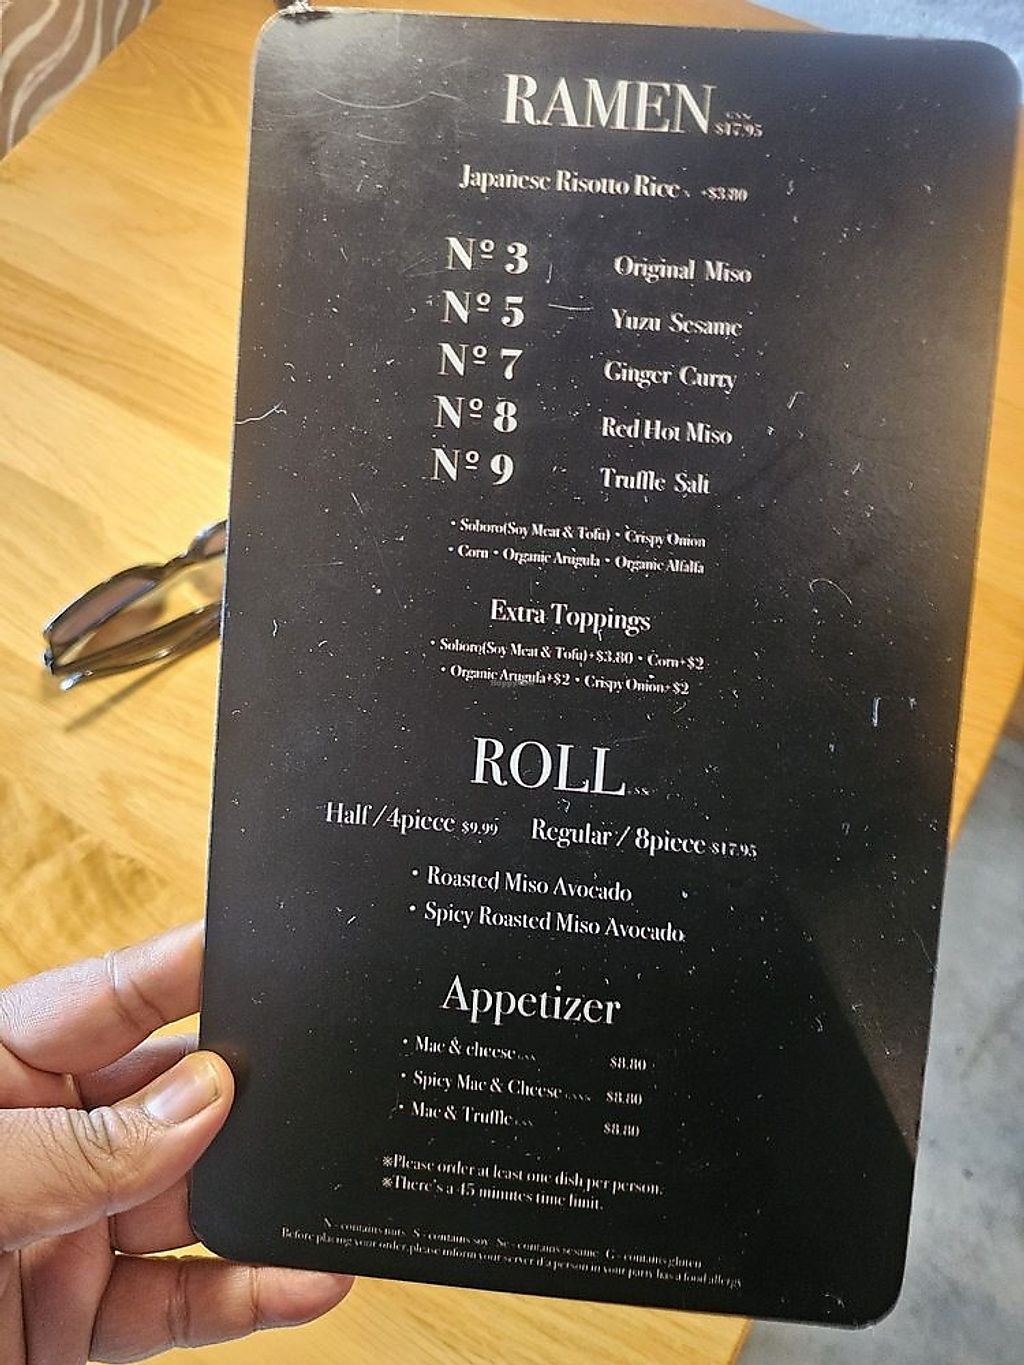 RAMEN $17.95
Japanese Risotto Rice +$3.80
Nº 3 Original Miso
Nº 5 Yuzu Sesame
Nº 7 Ginger Curry
Nº 8 Red Hot Miso
Nº 9 Truffle Salt
• Soboro(Soy Meat & Tofu) • Crispy Onion
• Corn • Organic Arugula • Organic Alfalfa
Extra Toppings
• Soboro(Soy Meat & Tofu)+$3.80 • Corn+$2
• Organic Arugula+$2 • Crispy Onion+$2
ROLL
Half /4piece $9.99 Regular / 8piece $17.95
• Roasted Miso Avocado
• Spicy Roasted Miso Avocado
Appetizer
• Mac & cheese $8.80
• Spicy Mac & Cheese $8.80
• Mac & Truffle $8.80
※Please order at least one dish per person.
※There's a 45 minutes time limit.
N - contains nuts S - contains soy Se - contains sesame G - contains gluten
Before placing your order, please inform your server if a person in your party has a food allergy